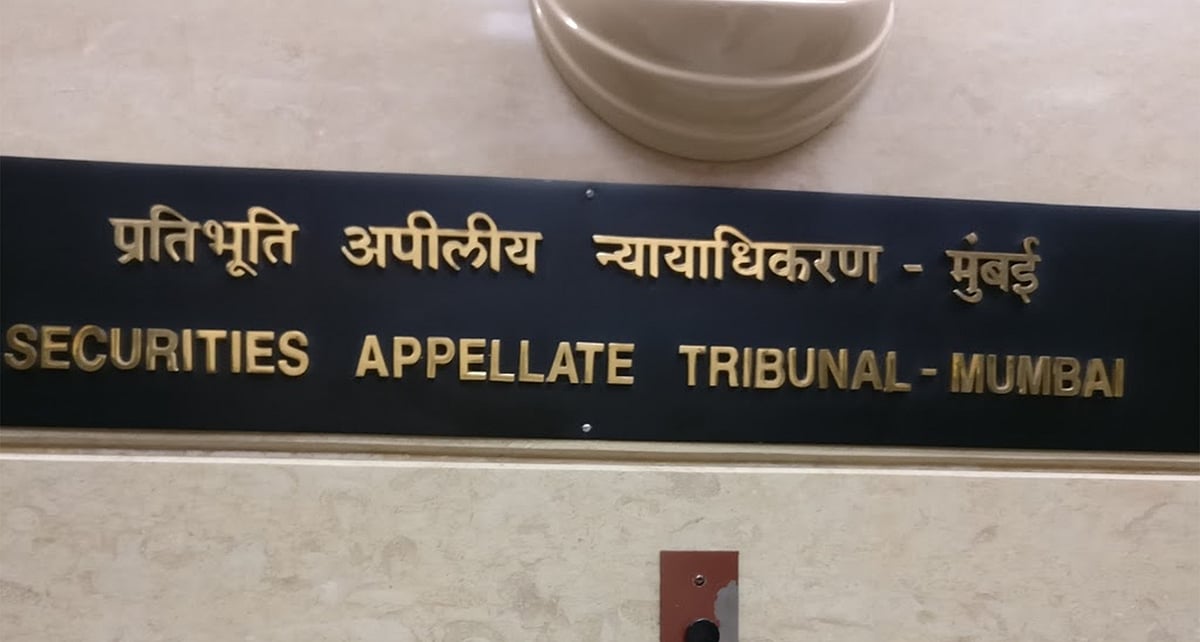 प्रतिभूति अपीलीय न्यायाधिकरण - मुंबई
SECURITIES APPELLATE TRIBUNAL - MUMBAI